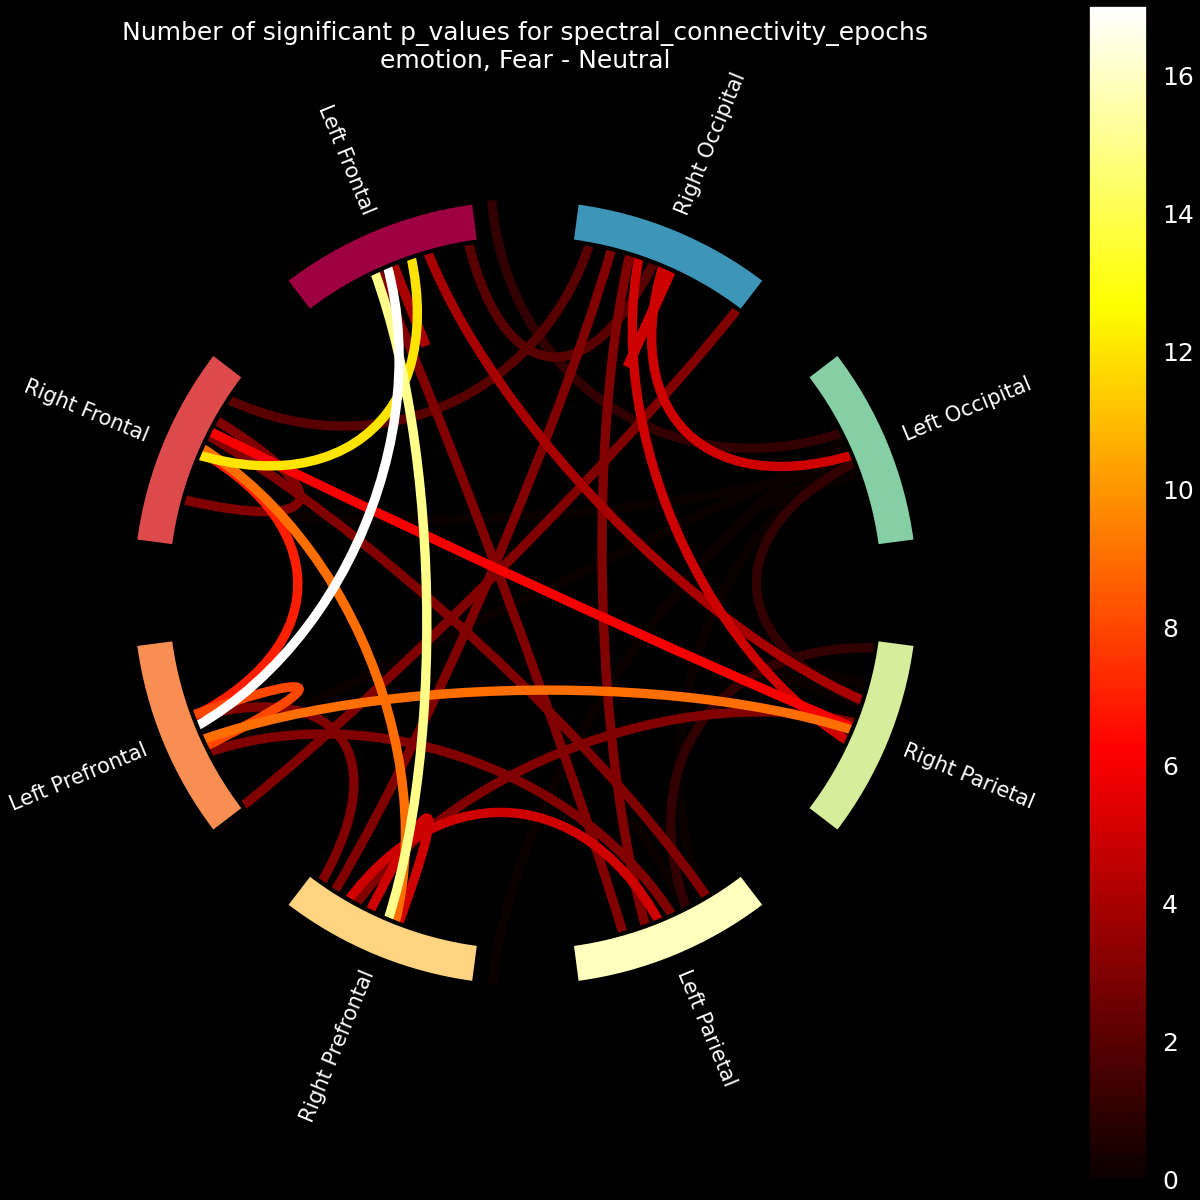 Number of significant p_values for spectral_connectivity_epochs
emotion, Fear - Neutral
Left Frontal
Right Occipital
Right Frontal
Left Occipital
Left Prefrontal
Right Parietal
Right Prefrontal
Left Parietal
16
14
12
10
8
6
4
2
0